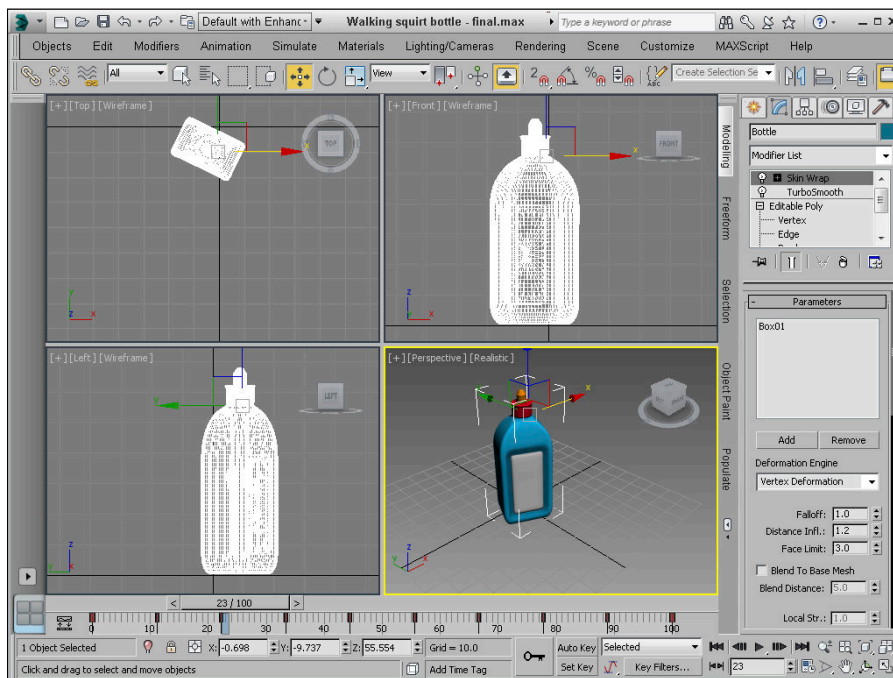 Default with Enhanc
Walking squirt bottle - final.max
Type a keyword or phrase
Objects Edit Modifiers Animation Simulate Materials Lighting/Cameras Rendering Scene Customize MAXScript Help
All View 2 % ABC Create Selection Se
[+] [Top] [Wireframe]
TOP
x
y
z x
[+] [Front] [Wireframe]
FRONT
x
z
x
[+] [Left] [Wireframe]
LEFT
y
z
y
[+] [Perspective] [Realistic]
x
z
y x
Modeling
Freeform
Selection
Object Paint
Populate
Bottle
Modifier List
Skin Wrap
TurboSmooth
Editable Poly
Vertex
Edge
Parameters
Box01
Add Remove
Deformation Engine
Vertex Deformation
Falloff: 1.0
Distance Infl.: 1.2
Face Limit: 3.0
Blend To Base Mesh
Blend Distance: 5.0
Local Str.: 1.0
< 23 / 100 >
0 10 20 30 40 50 60 70 80 90 100
1 Object Selected X: -0.698 Y: -9.737 Z: 55.554 Grid = 10.0 Auto Key Selected
Click and drag to select and move objects Add Time Tag Set Key Key Filters... 23